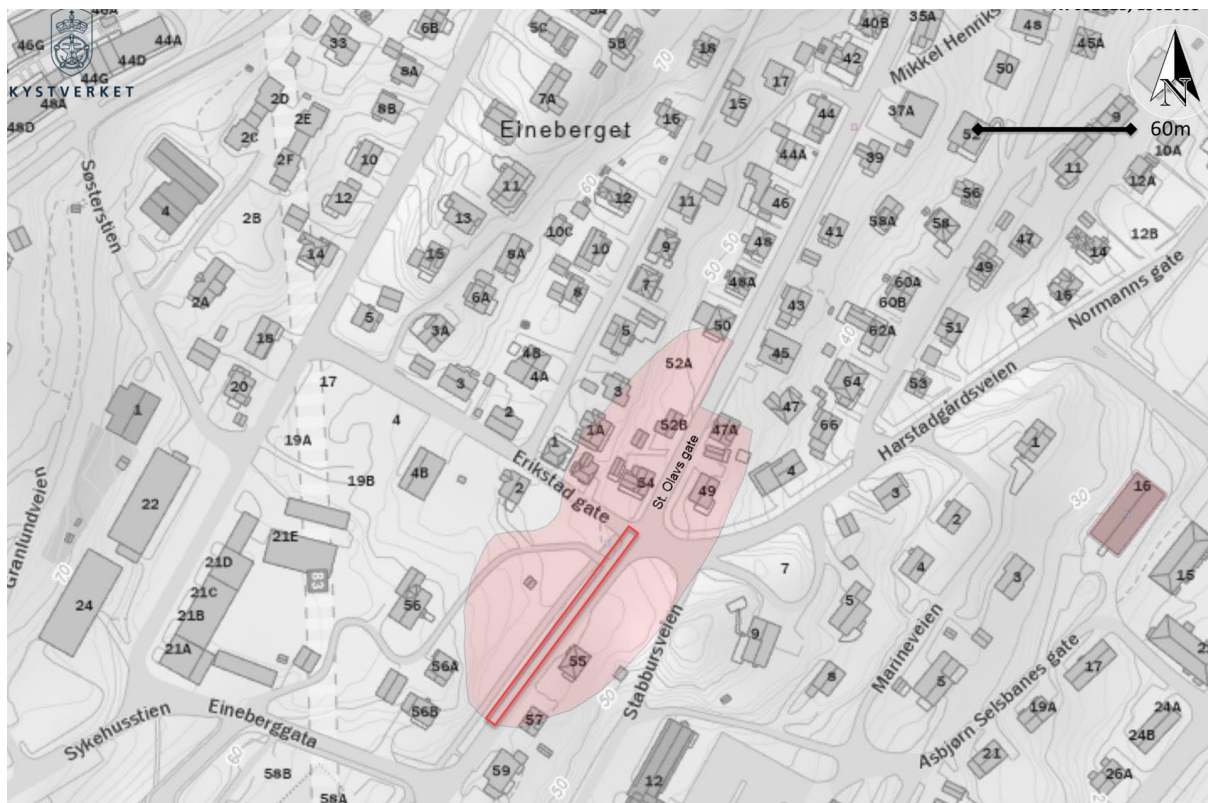 46G
44A
44D
44G
48A
48D
KYSTVERKET
33
6B
8A
8B
5C
5B
7A
18
17
40B
35A
42
Mikkel Henriks
48
45A
50
N
60m
70
Eineberget
16
15
44
37A
52
9
10A
11
12A
2D
2E
2C
2F
10
12
4
Søsterstien
2B
14
11
13
15
60
12
10C
10
8A
8
6A
3A
44A
39
11
46
41
58A
56
58
47
14
12B
9
48
7
48A
50
43
60A
60B
62A
49
16
2
51
Normanns gate
2A
18
20
5
5
50
45
40
64
53
47
66
Harstadgårdsveien
17
19A
19B
4
4B
3
4B
4A
2
3
1A
1
2
52A
52B
47A
54
49
St. Olavs gate
Erikstad gate
4
1
3
2
4
3
30
16
15
1
22
24
Granlundveien
70
21E
21D
21C
21B
21A
83
56
56A
56B
55
57
59
50
Stabbursveien
7
9
5
8
Marineveien
5
17
19A
21
Asbjørn Selsbanes gate
24A
24B
26A
Sykehusstien
Eineberggata
60
58B
58A
50
12